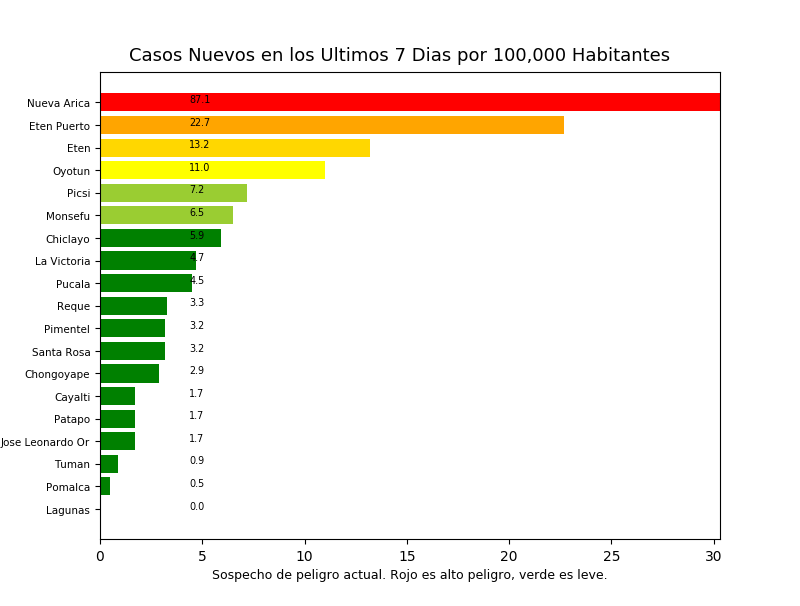 Casos Nuevos en los Ultimos 7 Dias por 100,000 Habitantes
Nueva Arica 87.1
Eten Puerto 22.7
Eten 13.2
Oyotun 11.0
Picsi 7.2
Monsefu 6.5
Chiclayo 5.9
La Victoria 4.7
Pucala 4.5
Reque 3.3
Pimentel 3.2
Santa Rosa 3.2
Chongoyape 2.9
Cayalti 1.7
Patapo 1.7
Jose Leonardo Or 1.7
Tuman 0.9
Pomalca 0.5
Lagunas 0.0
0 5 10 15 20 25 30
Sospecho de peligro actual. Rojo es alto peligro, verde es leve.